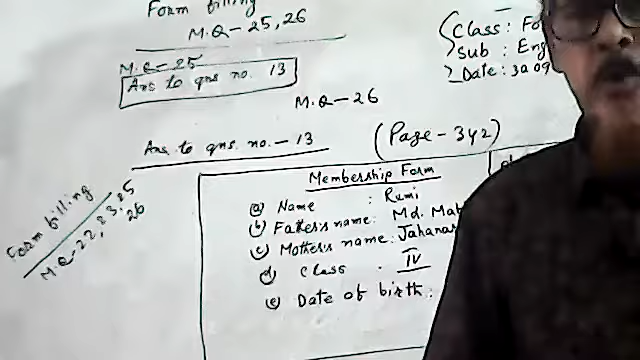 Form filling
M.Q-25,26
M.Q-25
Ans to qns no. 13
M.Q-26
Class: Fo
Sub : Eng
Date: 30 09
Ans to qns no. - 13
(Page - 342)
Membership Form
(a) Name : Rumi
(b) Father's name: Md. Mah
(c) Mother's name: Jahanar
(d) Class : IV
(e) Date of birth:
Form filling
M.Q-22,23,25
26